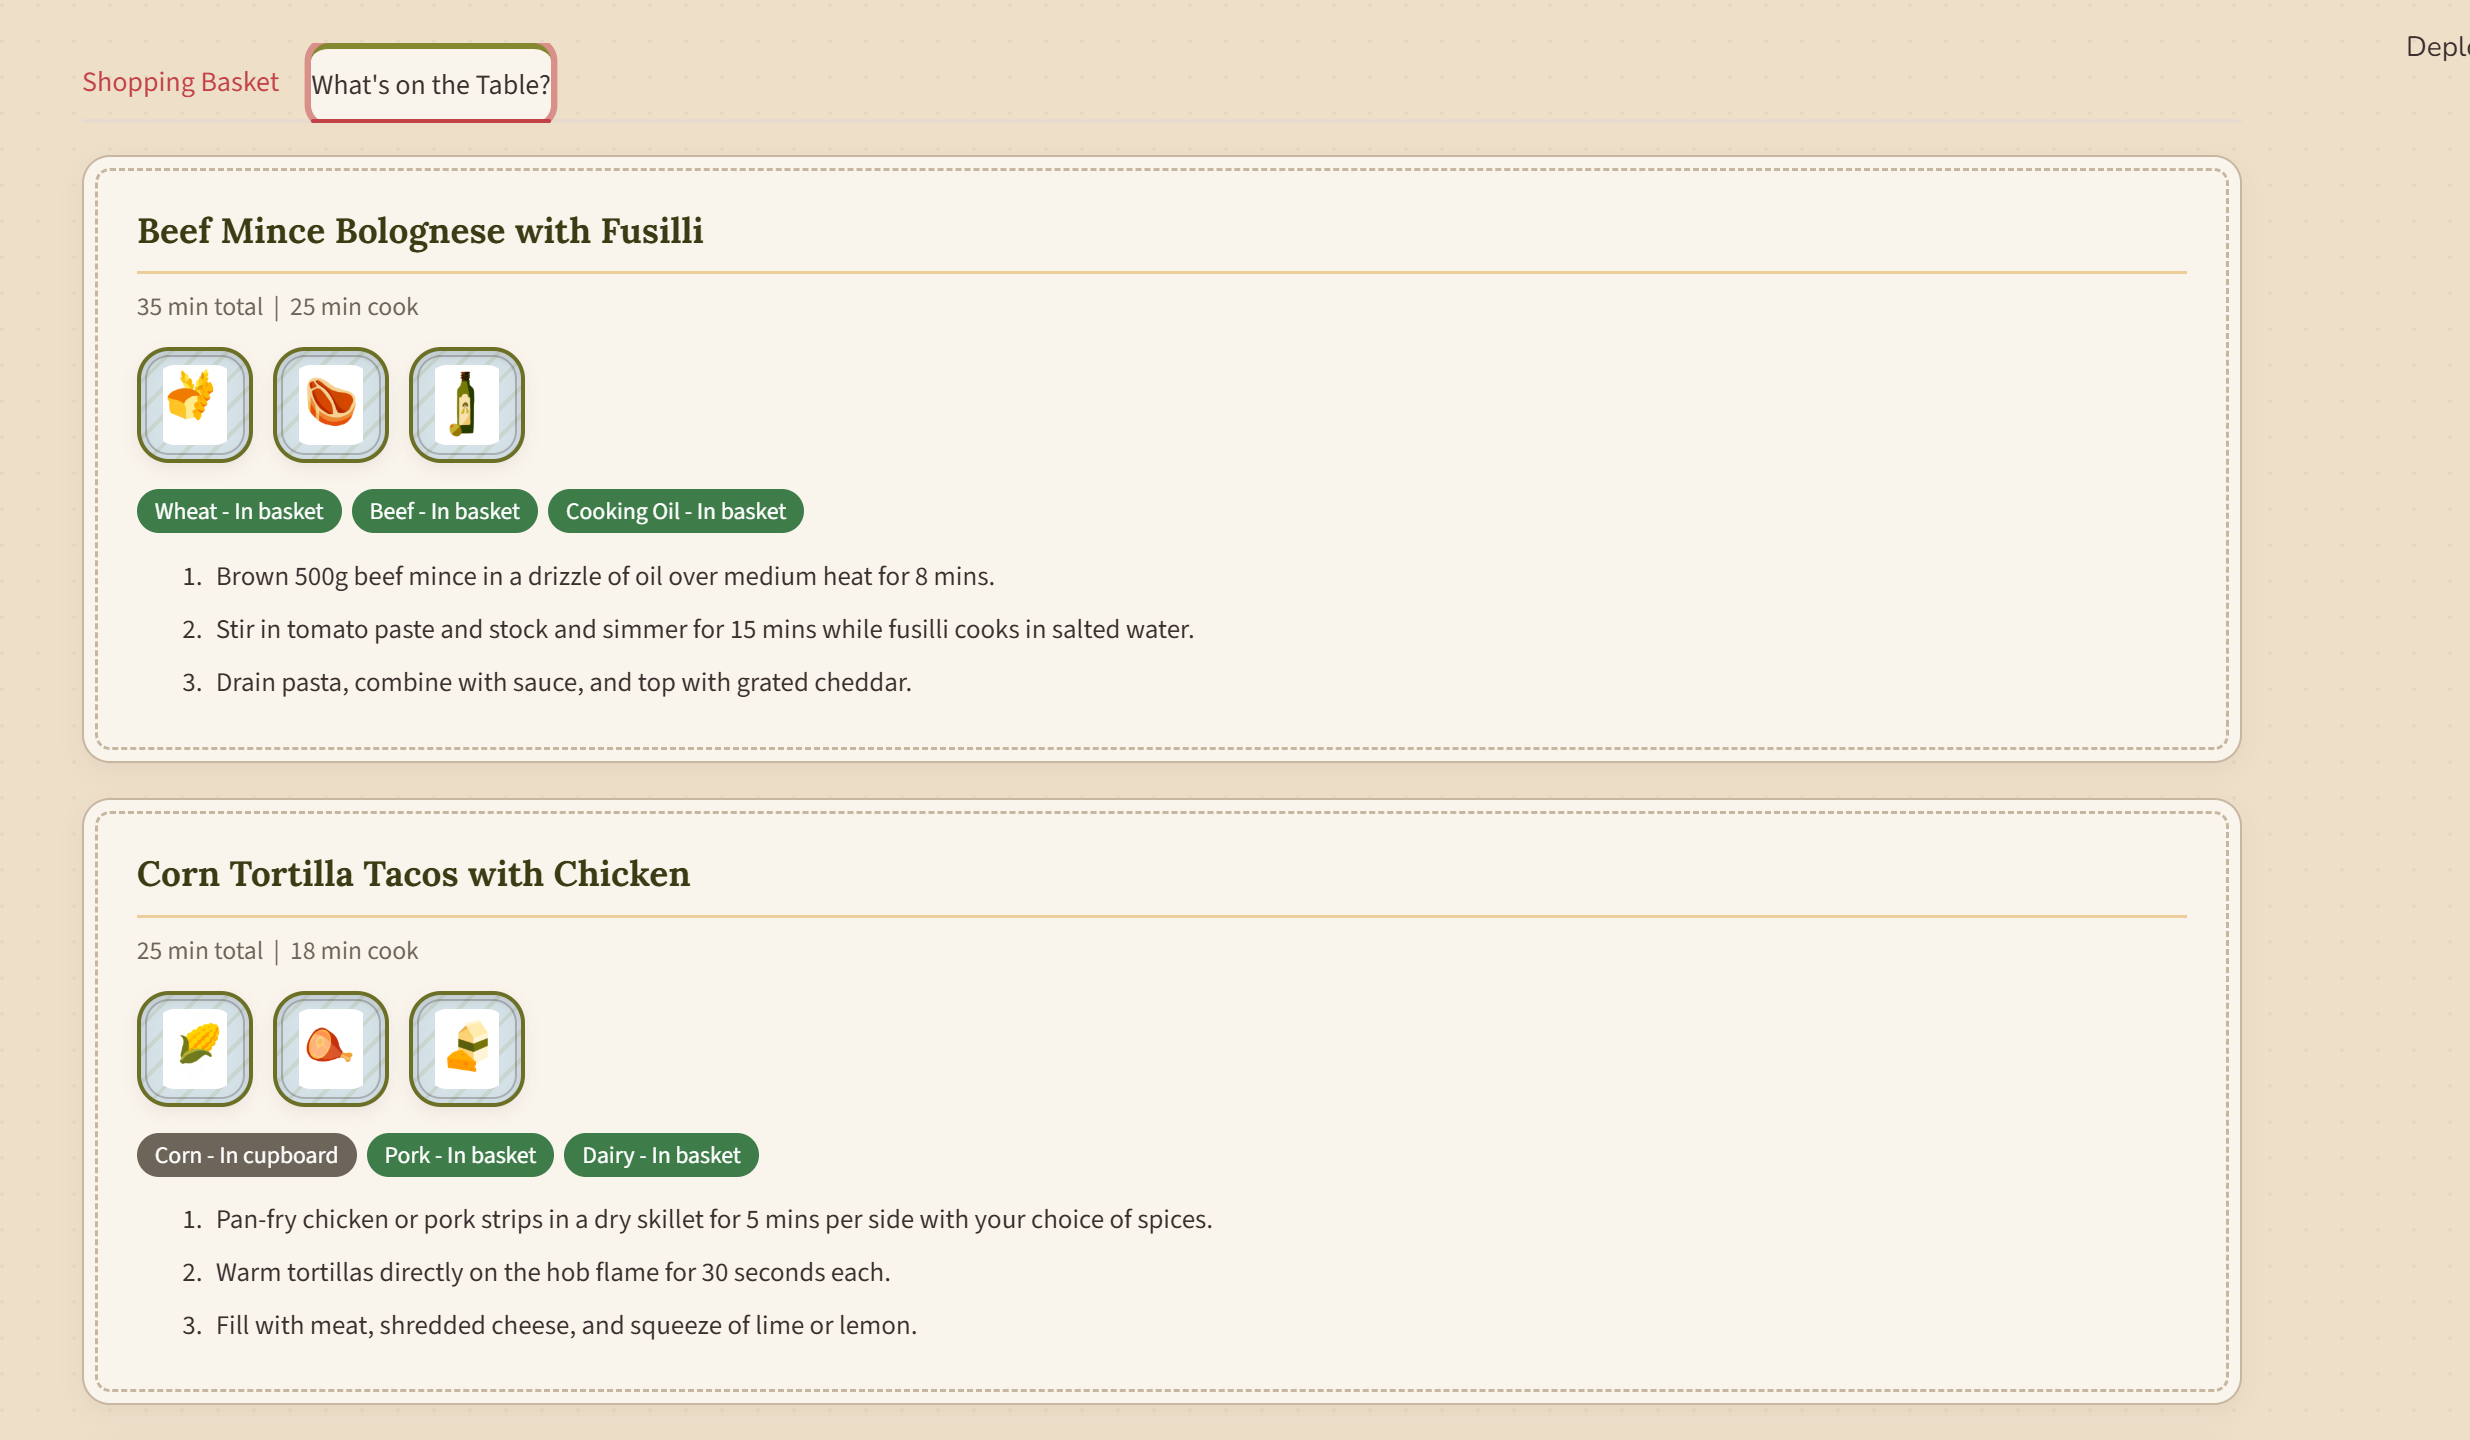 Shopping Basket
What's on the Table?
Beef Mince Bolognese with Fusilli
35 min total | 25 min cook
Wheat - In basket
Beef - In basket
Cooking Oil - In basket
1. Brown 500g beef mince in a drizzle of oil over medium heat for 8 mins.
2. Stir in tomato paste and stock and simmer for 15 mins while fusilli cooks in salted water.
3. Drain pasta, combine with sauce, and top with grated cheddar.
Corn Tortilla Tacos with Chicken
25 min total | 18 min cook
Corn - In cupboard
Pork - In basket
Dairy - In basket
1. Pan-fry chicken or pork strips in a dry skillet for 5 mins per side with your choice of spices.
2. Warm tortillas directly on the hob flame for 30 seconds each.
3. Fill with meat, shredded cheese, and squeeze of lime or lemon.